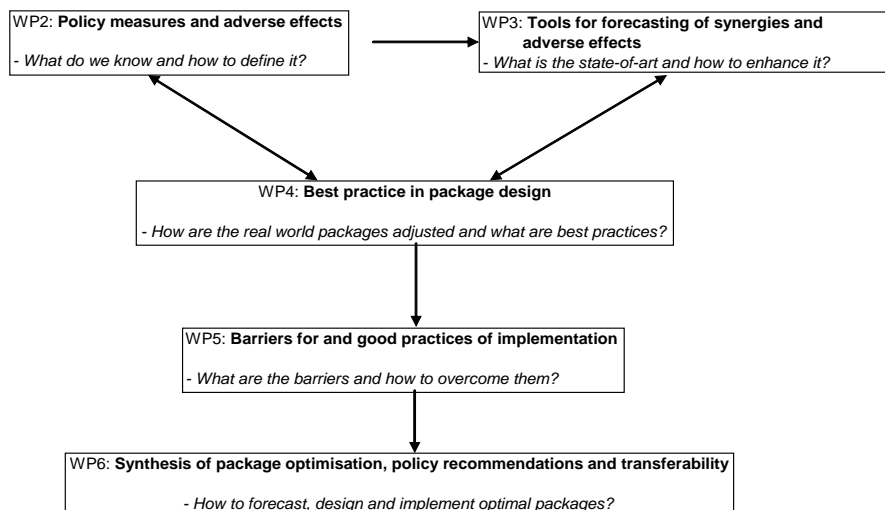 WP2: Policy measures and adverse effects
- What do we know and how to define it?
WP3: Tools for forecasting of synergies and
adverse effects
- What is the state-of-art and how to enhance it?
WP4: Best practice in package design
- How are the real world packages adjusted and what are best practices?
WP5: Barriers for and good practices of implementation
- What are the barriers and how to overcome them?
WP6: Synthesis of package optimisation, policy recommendations and transferability
- How to forecast, design and implement optimal packages?